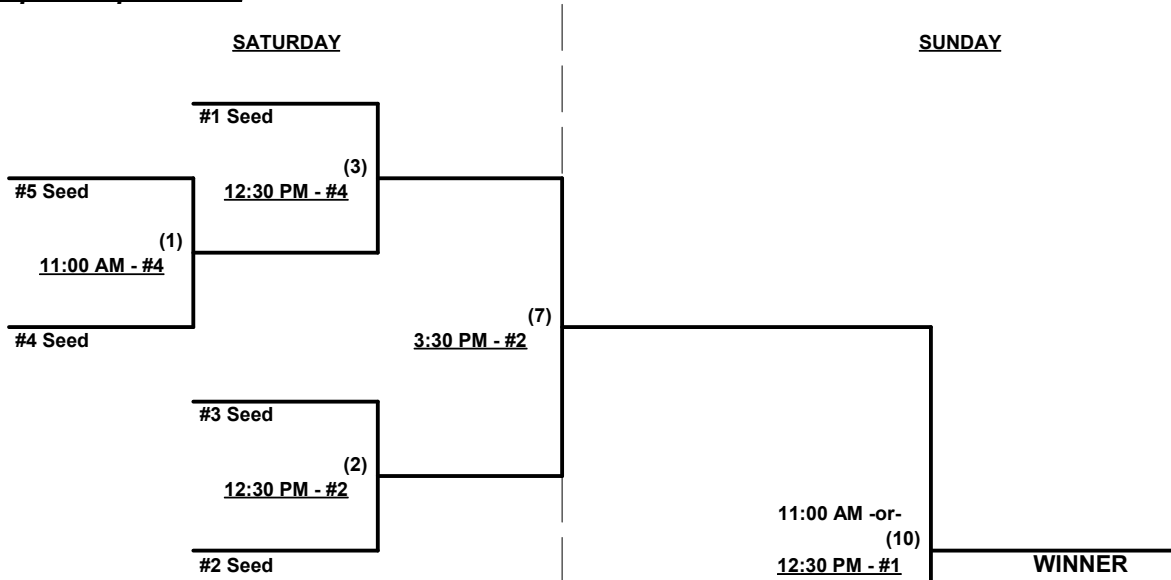 SATURDAY
SUNDAY
#1 Seed
(3)
12:30 PM - #4
#5 Seed
(1)
11:00 AM - #4
#4 Seed
(7)
3:30 PM - #2
#3 Seed
(2)
12:30 PM - #2
#2 Seed
11:00 AM -or-
(10)
12:30 PM - #1
WINNER